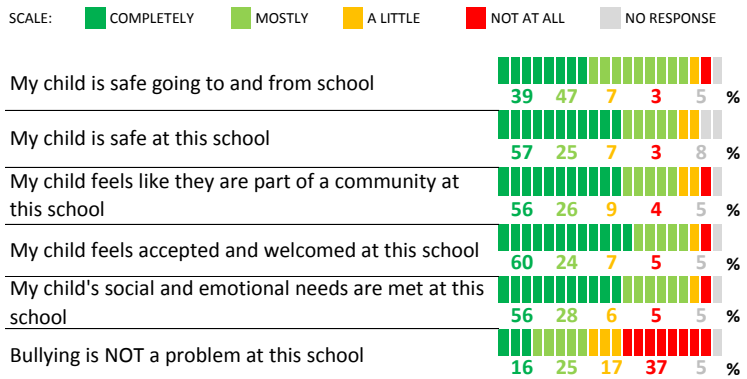 SCALE: COMPLETELY MOSTLY A LITTLE NOT AT ALL NO RESPONSE
My child is safe going to and from school
39 47 7 3 5 %
My child is safe at this school
57 25 7 3 8 %
My child feels like they are part of a community at
this school
56 26 9 4 5 %
My child feels accepted and welcomed at this school
60 24 7 5 5 %
My child's social and emotional needs are met at this
school
56 28 6 5 5 %
Bullying is NOT a problem at this school
16 25 17 37 5 %